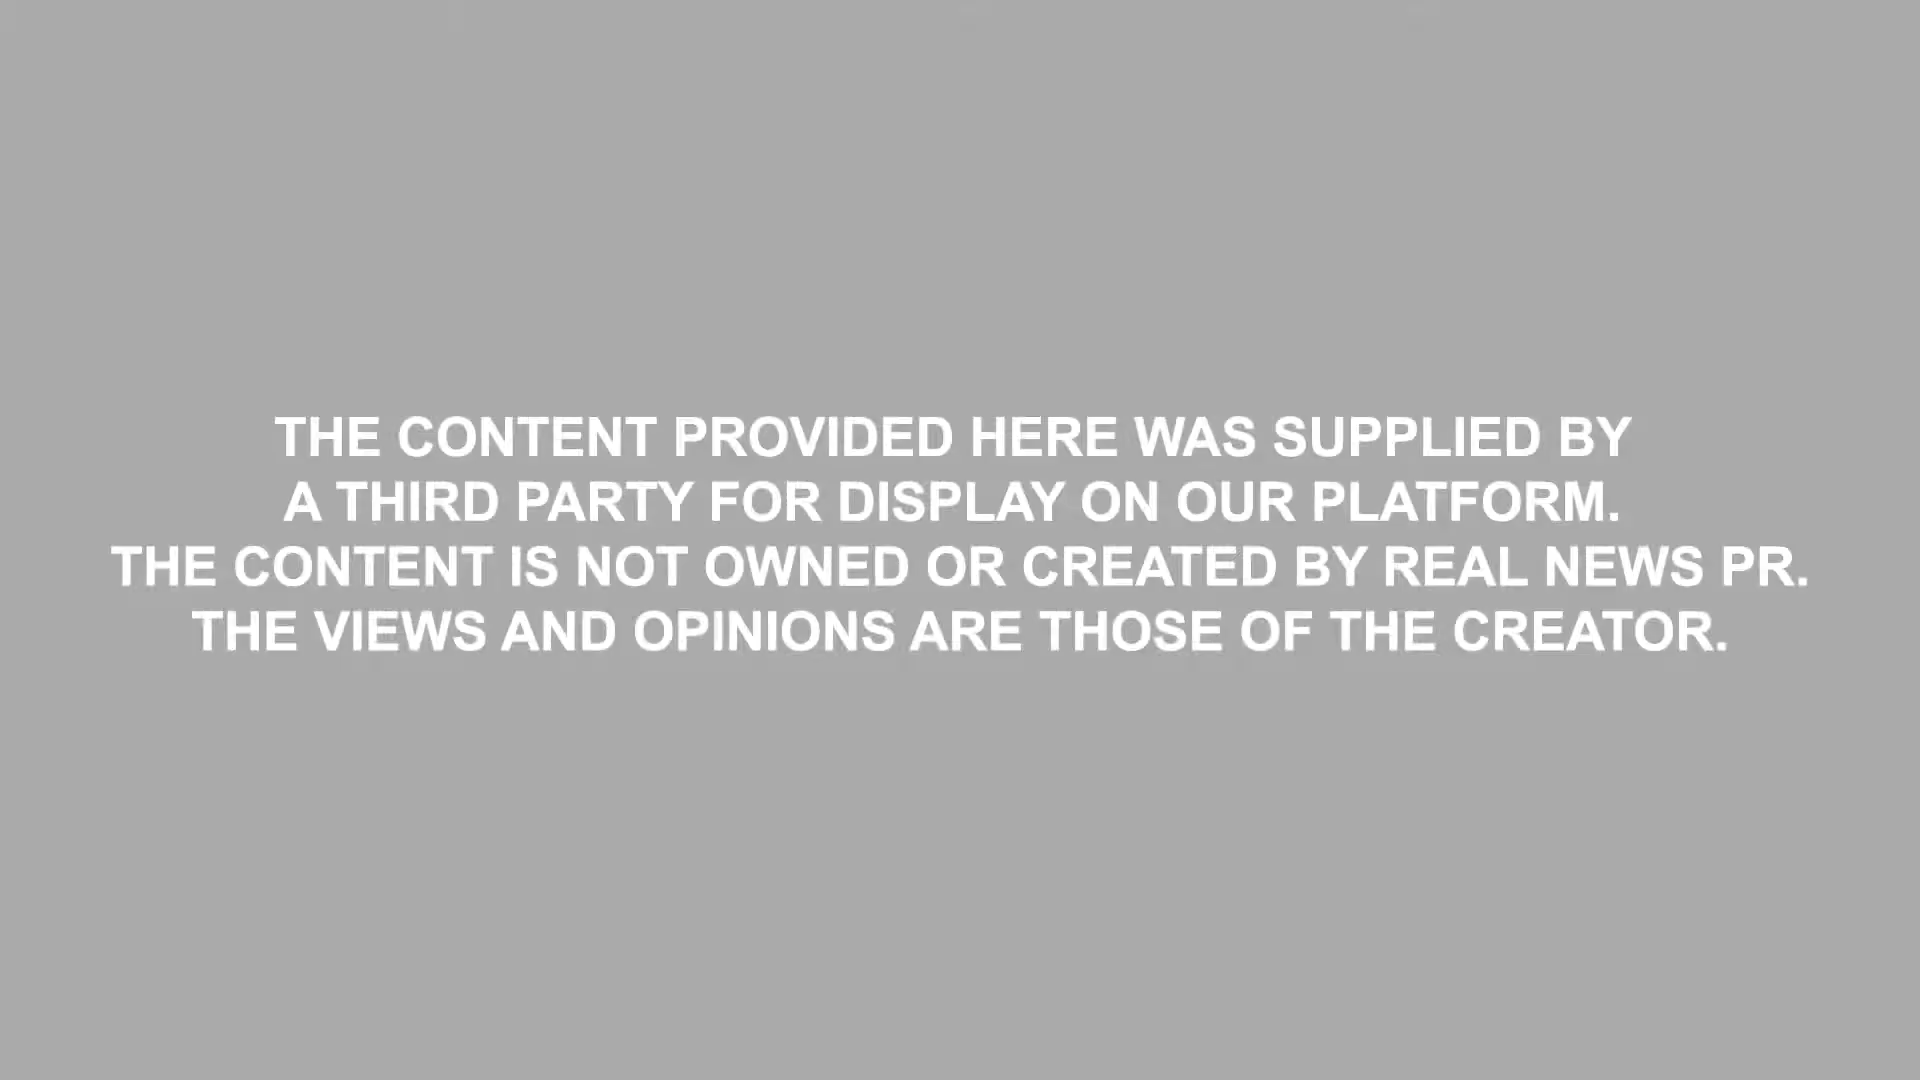 THE CONTENT PROVIDED HERE WAS SUPPLIED BY
A THIRD PARTY FOR DISPLAY ON OUR PLATFORM.
THE CONTENT IS NOT OWNED OR CREATED BY REAL NEWS PR.
THE VIEWS AND OPINIONS ARE THOSE OF THE CREATOR.